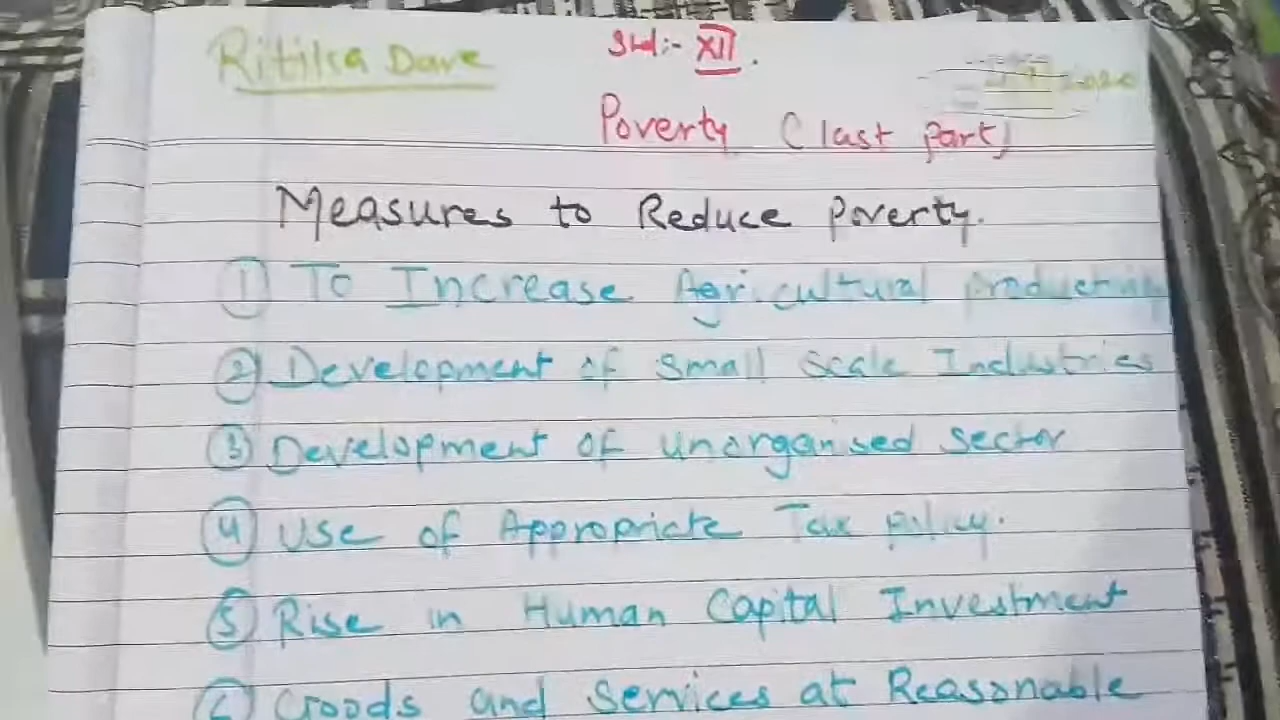 Ritika Dave
Std:- XII.
Poverty (last part)
Measures to Reduce Poverty.
① To Increase Agricultural
② Development of Small Scale Industries
③ Development of unorganised sector
④ Use of Appropriate Tax policy.
⑤ Rise in Human Capital Investment
⑥ Goods and Services at Reasonable